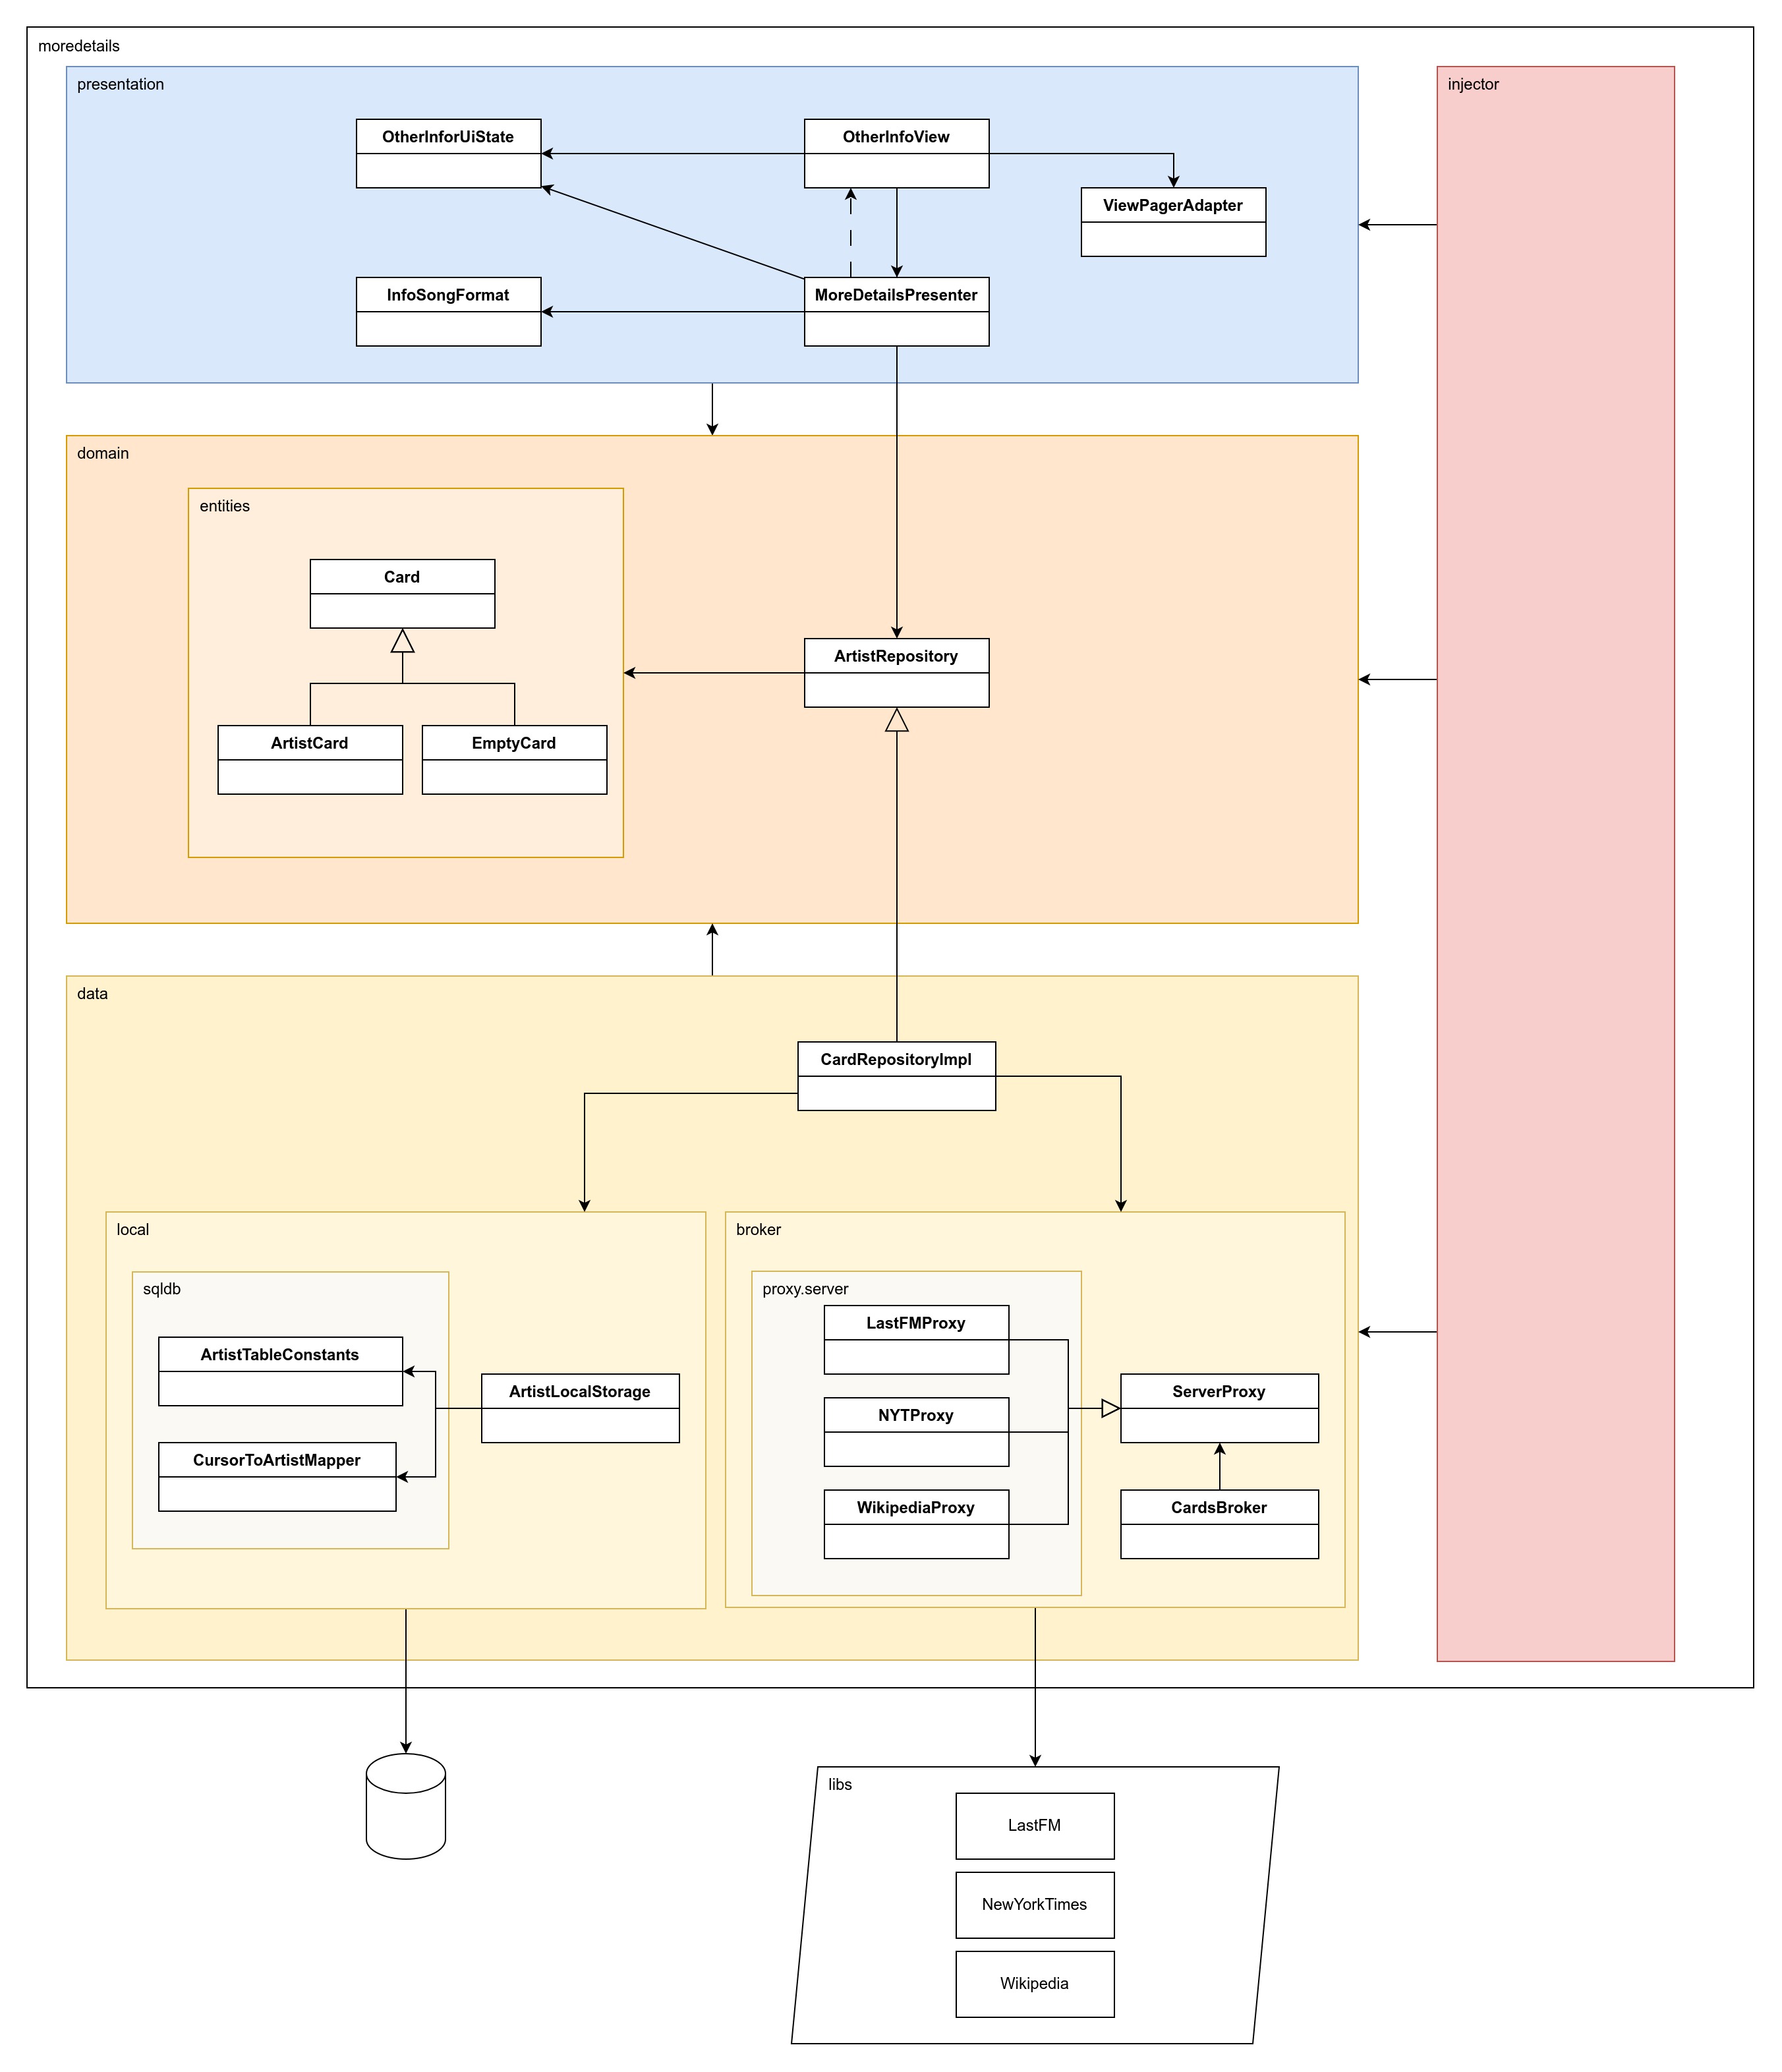 moredetails
presentation
injector
OtherInforUiState
OtherInfoView
ViewPagerAdapter
InfoSongFormat
MoreDetailsPresenter
domain
entities
Card
ArtistRepository
ArtistCard
EmptyCard
data
CardRepositoryImpl
local
broker
sqldb
proxy.server
LastFMProxy
ArtistTableConstants
ArtistLocalStorage
ServerProxy
NYTProxy
CursorToArtistMapper
WikipediaProxy
CardsBroker
libs
LastFM
NewYorkTimes
Wikipedia